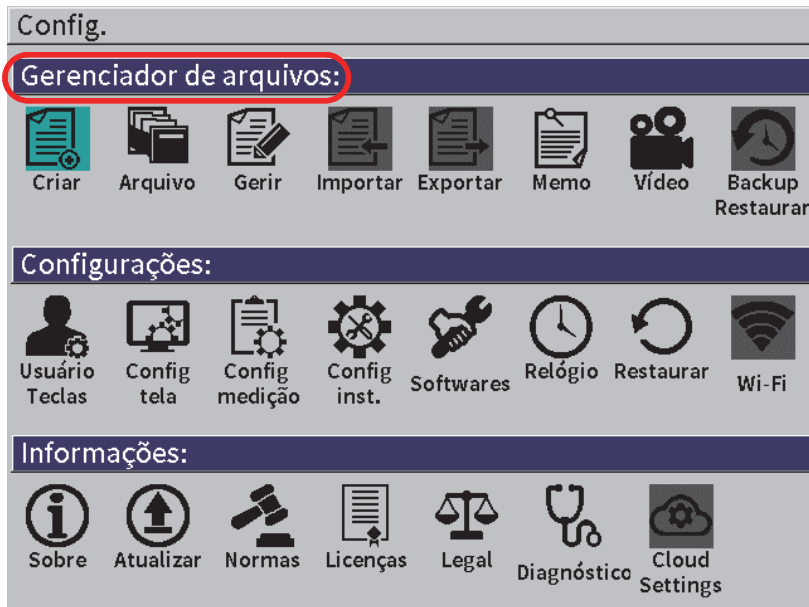 Config.
Gerenciador de arquivos:
Criar Arquivo Gerir Importar Exportar Memo Vídeo Backup
Restaurar
Configurações:
Usuário Config Config Config Softwares Relógio Restaurar Wi-Fi
Teclas tela medição inst.
Informações:
Sobre Atualizar Normas Licenças Legal Diagnóstico Cloud
Settings